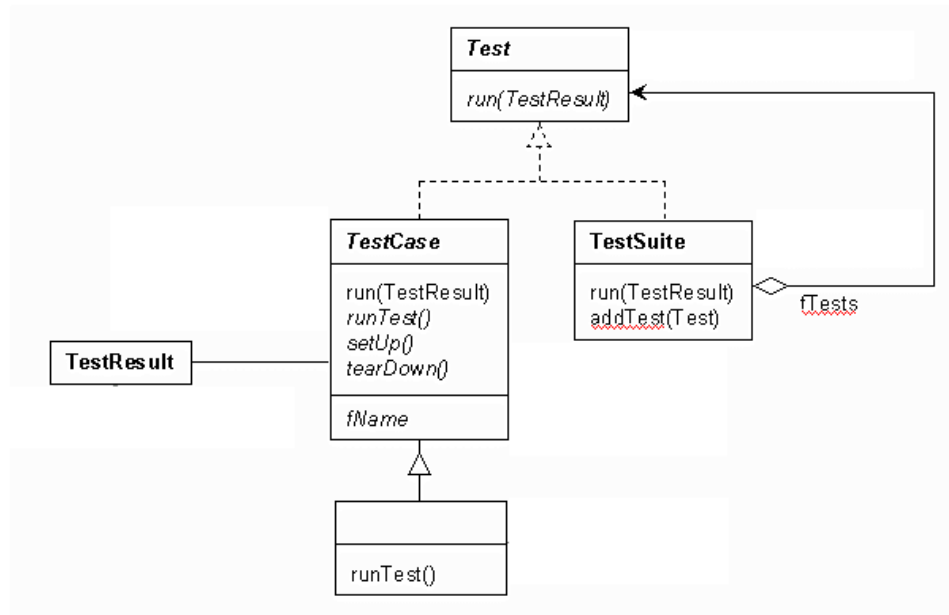 Test
run(TestResult)
TestCase
run(TestResult)
runTest()
setUp()
tearDown()
fName
TestSuite
run(TestResult)
addTest(Test)
fTests
TestResult
runTest()